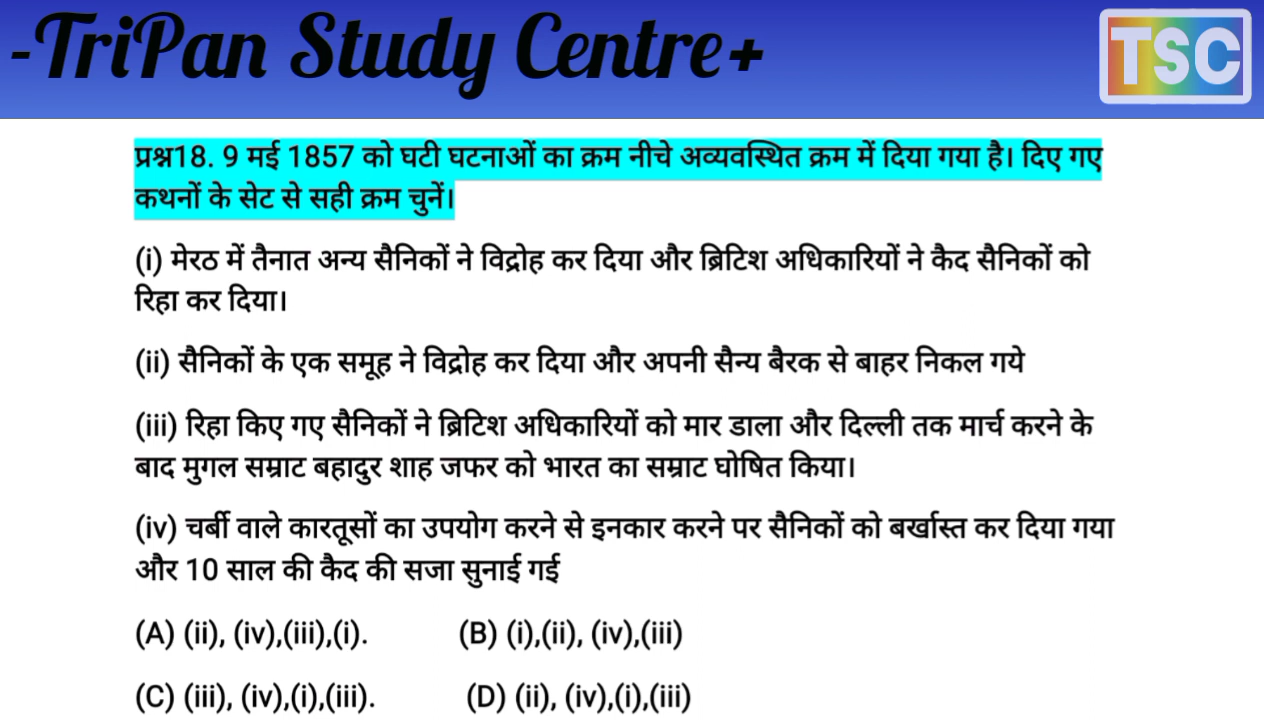 -TriPan Study Centre+
TSC
प्रश्न18. 9 मई 1857 को घटी घटनाओं का क्रम नीचे अव्यवस्थित क्रम में दिया गया है। दिए गए
कथनों के सेट से सही क्रम चुनें।
(i) मेरठ में तैनात अन्य सैनिकों ने विद्रोह कर दिया और ब्रिटिश अधिकारियों ने कैद सैनिकों को
रिहा कर दिया।
(ii) सैनिकों के एक समूह ने विद्रोह कर दिया और अपनी सैन्य बैरक से बाहर निकल गये
(iii) रिहा किए गए सैनिकों ने ब्रिटिश अधिकारियों को मार डाला और दिल्ली तक मार्च करने के
बाद मुगल सम्राट बहादुर शाह जफर को भारत का सम्राट घोषित किया।
(iv) चर्बी वाले कारतूसों का उपयोग करने से इनकार करने पर सैनिकों को बर्खास्त कर दिया गया
और 10 साल की कैद की सजा सुनाई गई
(A) (ii), (iv),(iii),(i). (B) (i),(ii), (iv),(iii)
(C) (iii), (iv),(i),(iii). (D) (ii), (iv),(i),(iii)